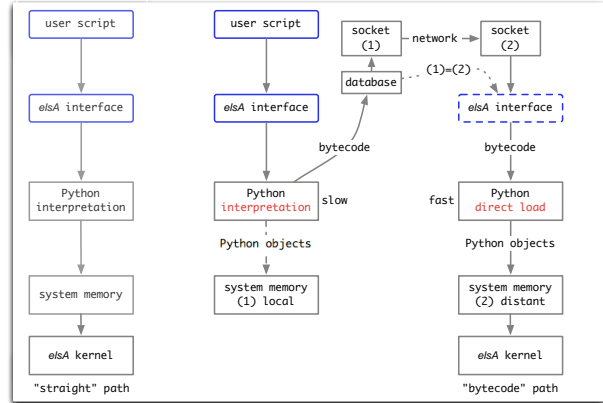 user script
elsA interface
Python
interpretation
system memory
elsA kernel
"straight" path
user script
elsA interface
bytecode
Python
interpretation
slow
Python objects
system memory
(1) local
socket
(1)
network
socket
(2)
database
(1)=(2)
elsA interface
bytecode
fast
Python
direct load
Python objects
system memory
(2) distant
elsA kernel
"bytecode" path